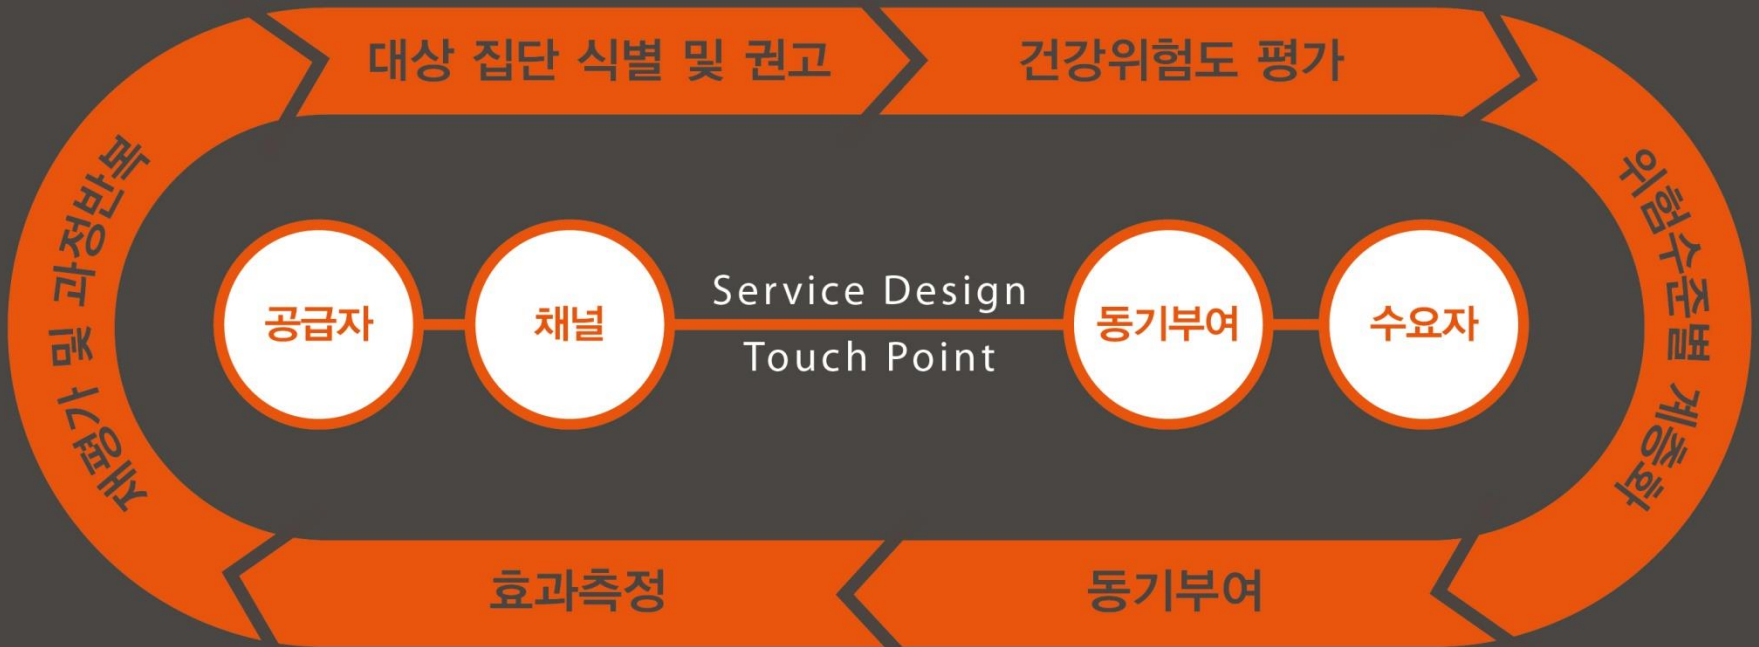 대상 집단 식별 및 권고
건강위험도 평가
위험수준별 계층화
동기부여
효과측정
재평가 및 과정반복
공급자
채널
Service Design
Touch Point
동기부여
수요자